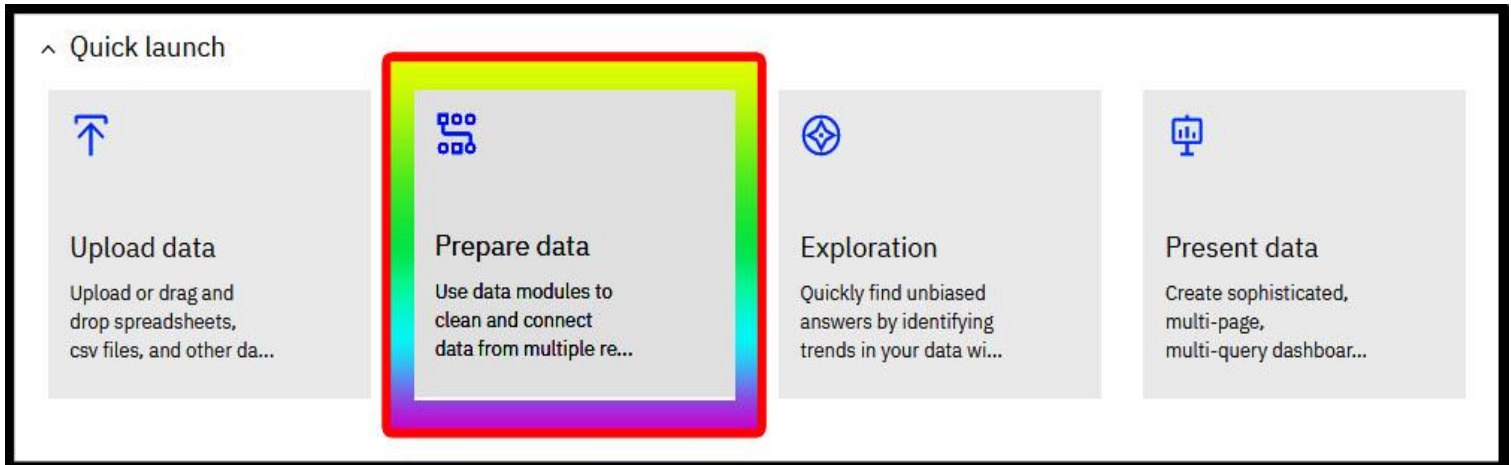 Quick launch
Upload data
Upload or drag and
drop spreadsheets,
csv files, and other da...
Prepare data
Use data modules to
clean and connect
data from multiple re...
Exploration
Quickly find unbiased
answers by identifying
trends in your data wi...
Present data
Create sophisticated,
multi-page,
multi-query dashboar...